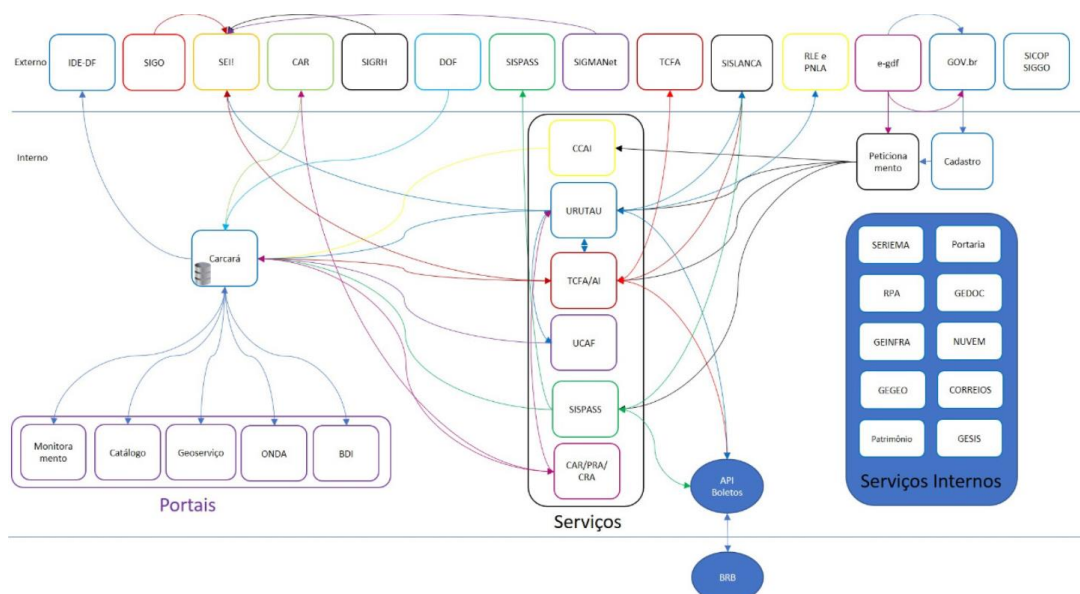 Externo
IDE-DF
SIGO
SEI!
CAR
SIGRH
DOF
SISPASS
SIGMANet
TCFA
SISLANCA
RLE e
PNLA
e-gdf
GOV.br
SICOP
SIGGO
Interno
CCAI
URUTAU
TCFA/AI
UCAF
SISPASS
CAR/PRA/
CRA
Serviços
Peticiona
mento
Cadastro
Carcará
Monitora
mento
Catálogo
Geoserviço
ONDA
BDI
Portais
SERIEMA
Portaria
RPA
GEDOC
GEINFRA
NUVEM
GEGEO
CORREIOS
Patrimônio
GESIS
Serviços Internos
API
Boletos
BRB